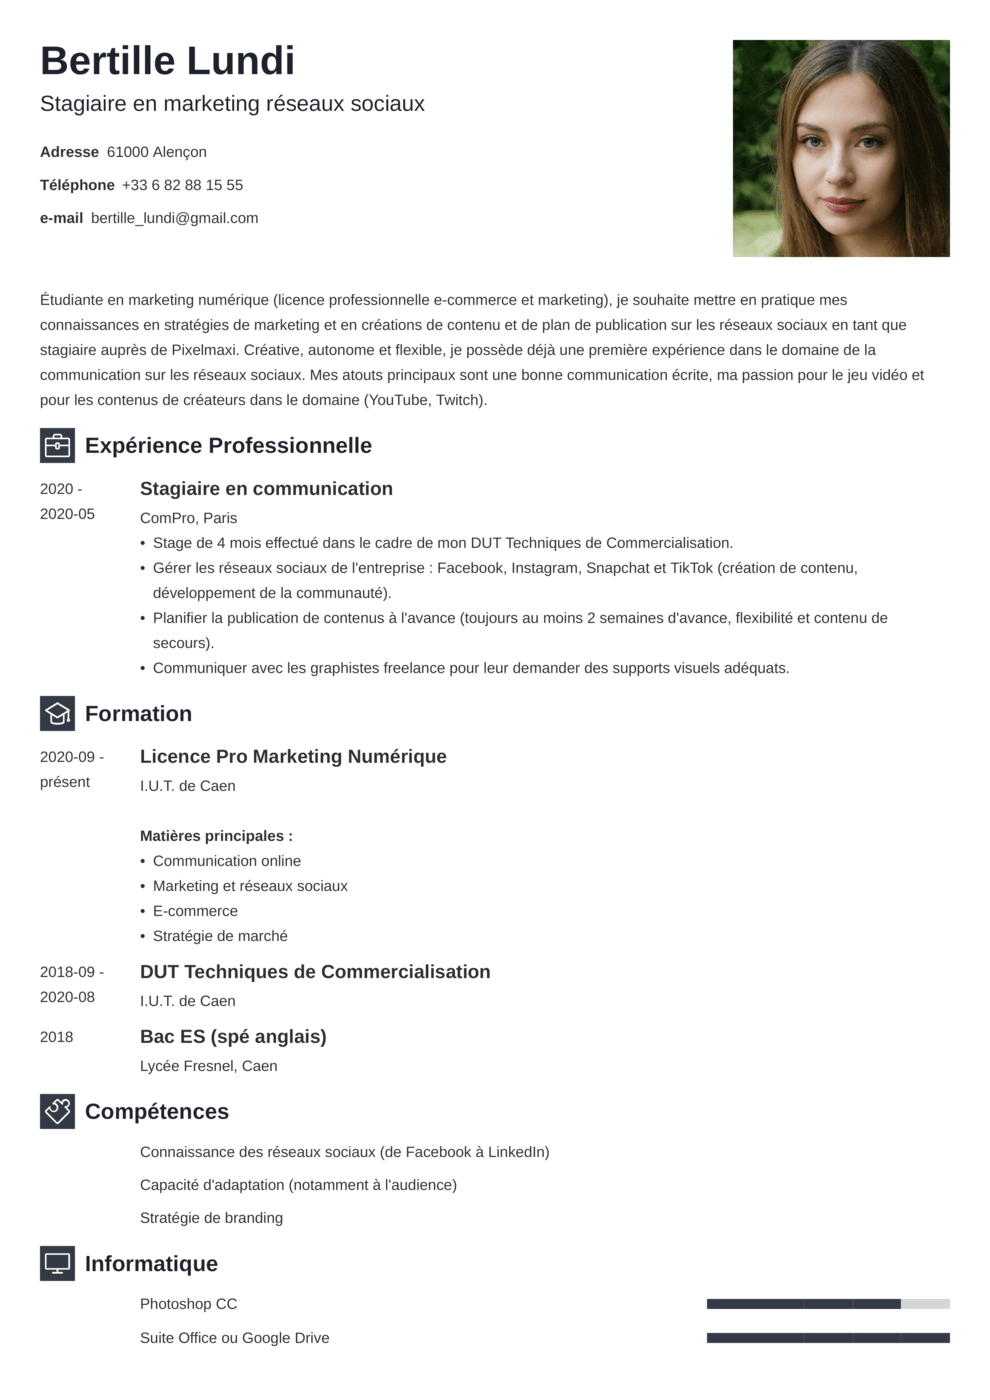 Bertille Lundi
Stagiaire en marketing réseaux sociaux
Adresse 61000 Alençon
Téléphone +33 6 82 88 15 55
e-mail bertille_lundi@gmail.com
Étudiante en marketing numérique (licence professionnelle e-commerce et marketing), je souhaite mettre en pratique mes
connaissances en stratégies de marketing et en créations de contenu et de plan de publication sur les réseaux sociaux en tant que
stagiaire auprès de Pixelmaxi. Créative, autonome et flexible, je possède déjà une première expérience dans le domaine de la
communication sur les réseaux sociaux. Mes atouts principaux sont une bonne communication écrite, ma passion pour le jeu vidéo et
pour les contenus de créateurs dans le domaine (YouTube, Twitch).
Expérience Professionnelle
2020 -
2020-05
Stagiaire en communication
ComPro, Paris
• Stage de 4 mois effectué dans le cadre de mon DUT Techniques de Commercialisation.
• Gérer les réseaux sociaux de l'entreprise : Facebook, Instagram, Snapchat et TikTok (création de contenu,
développement de la communauté).
• Planifier la publication de contenus à l'avance (toujours au moins 2 semaines d'avance, flexibilité et contenu de
secours).
• Communiquer avec les graphistes freelance pour leur demander des supports visuels adéquats.
Formation
2020-09 -
présent
Licence Pro Marketing Numérique
I.U.T. de Caen
Matières principales :
• Communication online
• Marketing et réseaux sociaux
• E-commerce
• Stratégie de marché
2018-09 -
2020-08
DUT Techniques de Commercialisation
I.U.T. de Caen
2018
Bac ES (spé anglais)
Lycée Fresnel, Caen
Compétences
Connaissance des réseaux sociaux (de Facebook à LinkedIn)
Capacité d'adaptation (notamment à l'audience)
Stratégie de branding
Informatique
Photoshop CC
Suite Office ou Google Drive